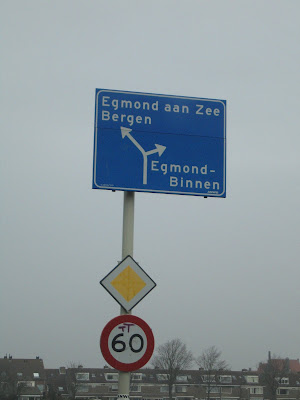 Egmond aan Zee
Bergen
Egmond-
Binnen
60